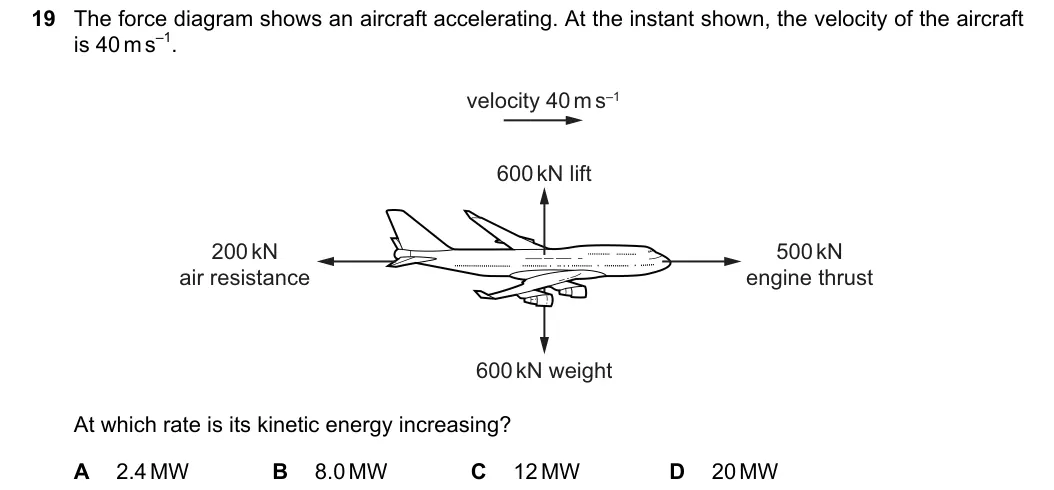 19 The force diagram shows an aircraft accelerating. At the instant shown, the velocity of the aircraft
is 40 m s⁻¹.
velocity 40 m s⁻¹
600 kN lift
200 kN
air resistance
500 kN
engine thrust
600 kN weight
At which rate is its kinetic energy increasing?
A 2.4 MW B 8.0 MW C 12 MW D 20 MW